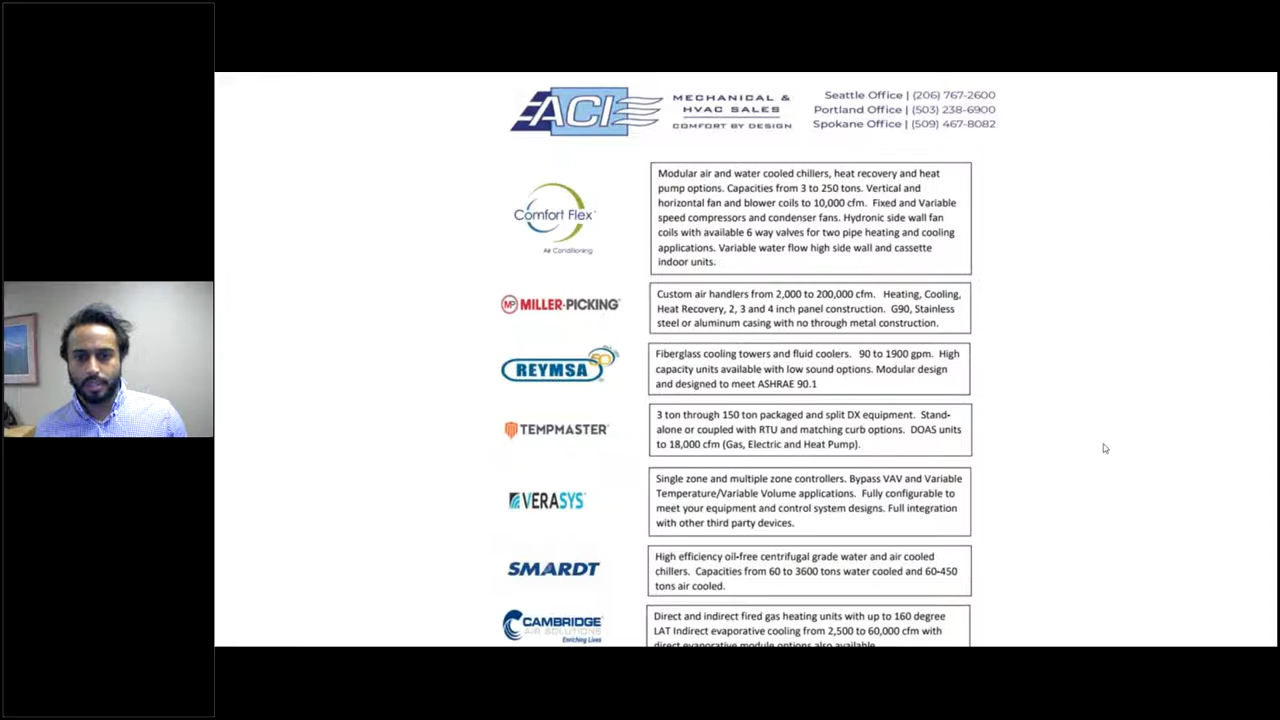 ACI
MECHANICAL &
HVAC SALES
COMFORT BY DESIGN
Seattle Office | (206) 767-2600
Portland Office | (503) 238-6900
Spokane Office | (509) 467-8082
Comfort Flex
Air Conditioning
Modular air and water cooled chillers, heat recovery and heat
pump options. Capacities from 3 to 250 tons. Vertical and
horizontal fan and blower coils to 10,000 cfm. Fixed and Variable
speed compressors and condenser fans. Hydronic side wall fan
coils with available 6 way valves for two pipe heating and cooling
applications. Variable water flow high side wall and cassette
indoor units.
MP MILLER-PICKING
Custom air handlers from 2,000 to 200,000 cfm. Heating, Cooling,
Heat Recovery, 2, 3 and 4 inch panel construction. G90, Stainless
steel or aluminum casing with no through metal construction.
REYMSA
50
Fiberglass cooling towers and fluid coolers. 90 to 1900 gpm. High
capacity units available with low sound options. Modular design
and designed to meet ASHRAE 90.1
TEMPMASTER
3 ton through 150 ton packaged and split DX equipment. Stand-
alone or coupled with RTU and matching curb options. DOAS units
to 18,000 cfm (Gas, Electric and Heat Pump).
VERASYS
Single zone and multiple zone controllers. Bypass VAV and Variable
Temperature/Variable Volume applications. Fully configurable to
meet your equipment and control system designs. Full integration
with other third party devices.
SMARDT
High efficiency oil-free centrifugal grade water and air cooled
chillers. Capacities from 60 to 3600 tons water cooled and 60-450
tons air cooled.
CAMBRIDGE
AIR SOLUTIONS
Enriching Lives
Direct and indirect fired gas heating units with up to 160 degree
LAT Indirect evaporative cooling from 2,500 to 60,000 cfm with
direct evaporative module options also available